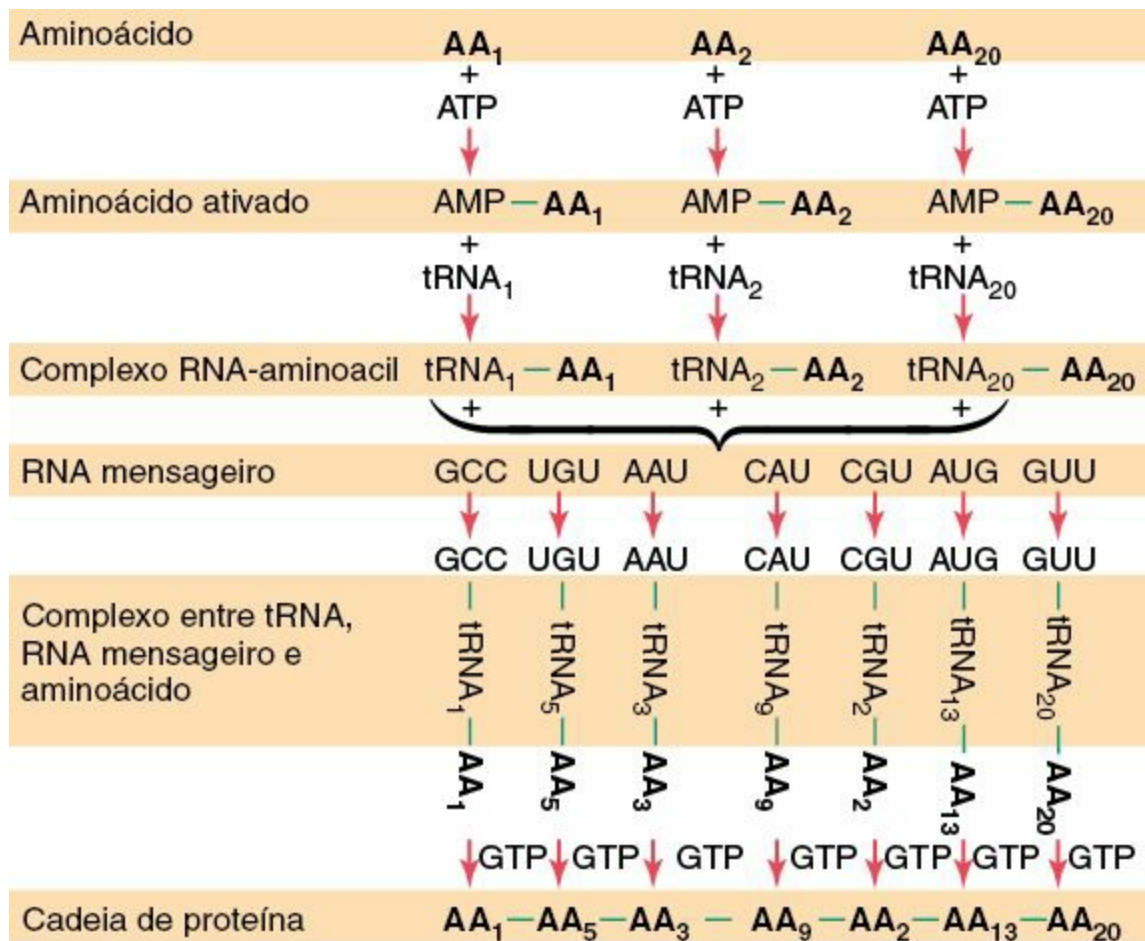 Aminoácido AA₁ AA₂ AA₂₀
+ + +
ATP ATP ATP
Aminoácido ativado AMP — AA₁ AMP — AA₂ AMP — AA₂₀
+ + +
tRNA₁ tRNA₂ tRNA₂₀
Complexo RNA-aminoacil tRNA₁ — AA₁ tRNA₂ — AA₂ tRNA₂₀ — AA₂₀
+ + +
RNA mensageiro GCC UGU AAU CAU CGU AUG GUU
GCC UGU AAU CAU CGU AUG GUU
Complexo entre tRNA,
RNA mensageiro e
aminoácido
tRNA₁ tRNA₅ tRNA₃ tRNA₉ tRNA₂ tRNA₁₃ tRNA₂₀
AA₁ AA₅ AA₃ AA₉ AA₂ AA₁₃ AA₂₀
GTP GTP GTP GTP GTP GTP GTP
Cadeia de proteína AA₁ — AA₅ — AA₃ — AA₉ — AA₂ — AA₁₃ — AA₂₀